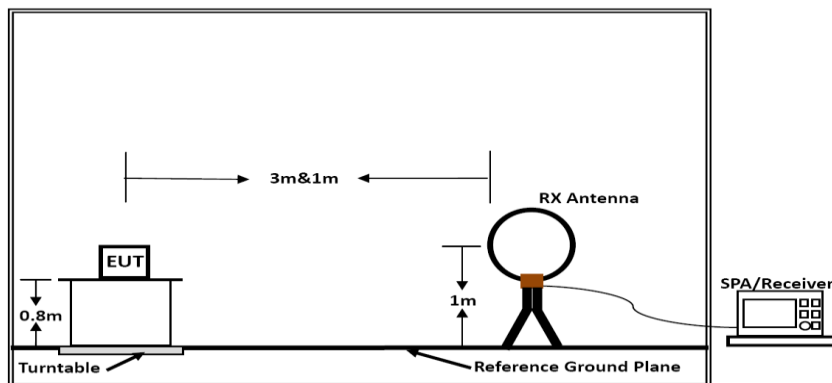 3m&1m
RX Antenna
EUT
SPA/Receiver
0.8m
1m
Turntable
Reference Ground Plane